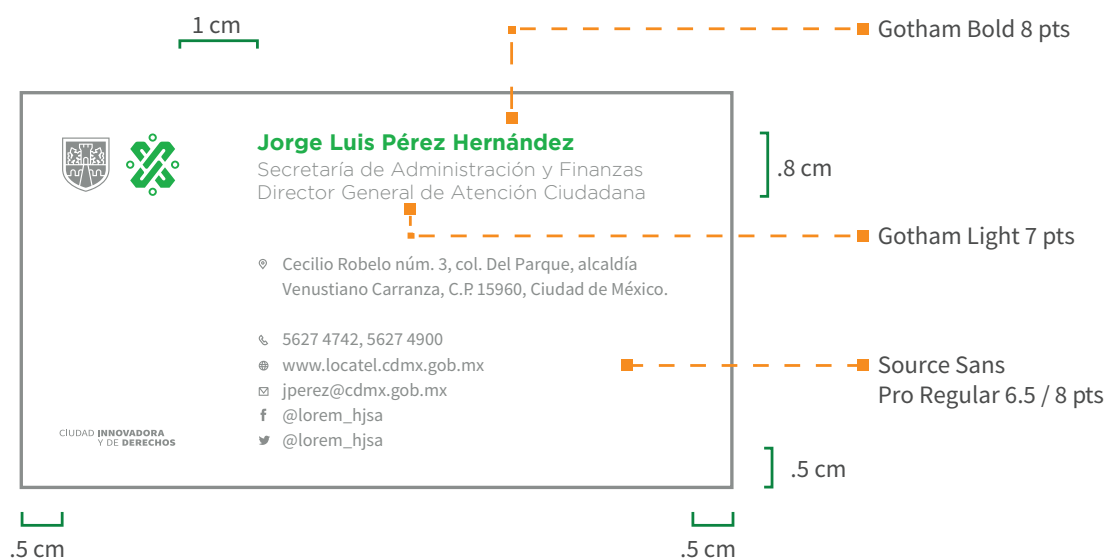 1 cm
Gotham Bold 8 pts
Jorge Luis Pérez Hernández
Secretaría de Administración y Finanzas
Director General de Atención Ciudadana
.8 cm
Gotham Light 7 pts
Cecilio Robelo núm. 3, col. Del Parque, alcaldía
Venustiano Carranza, C.P. 15960, Ciudad de México.
5627 4742, 5627 4900
www.locatel.cdmx.gob.mx
jperez@cdmx.gob.mx
@lorem_hjsa
@lorem_hjsa
Source Sans
Pro Regular 6.5 / 8 pts
CIUDAD INNOVADORA
Y DE DERECHOS
.5 cm
.5 cm
.5 cm